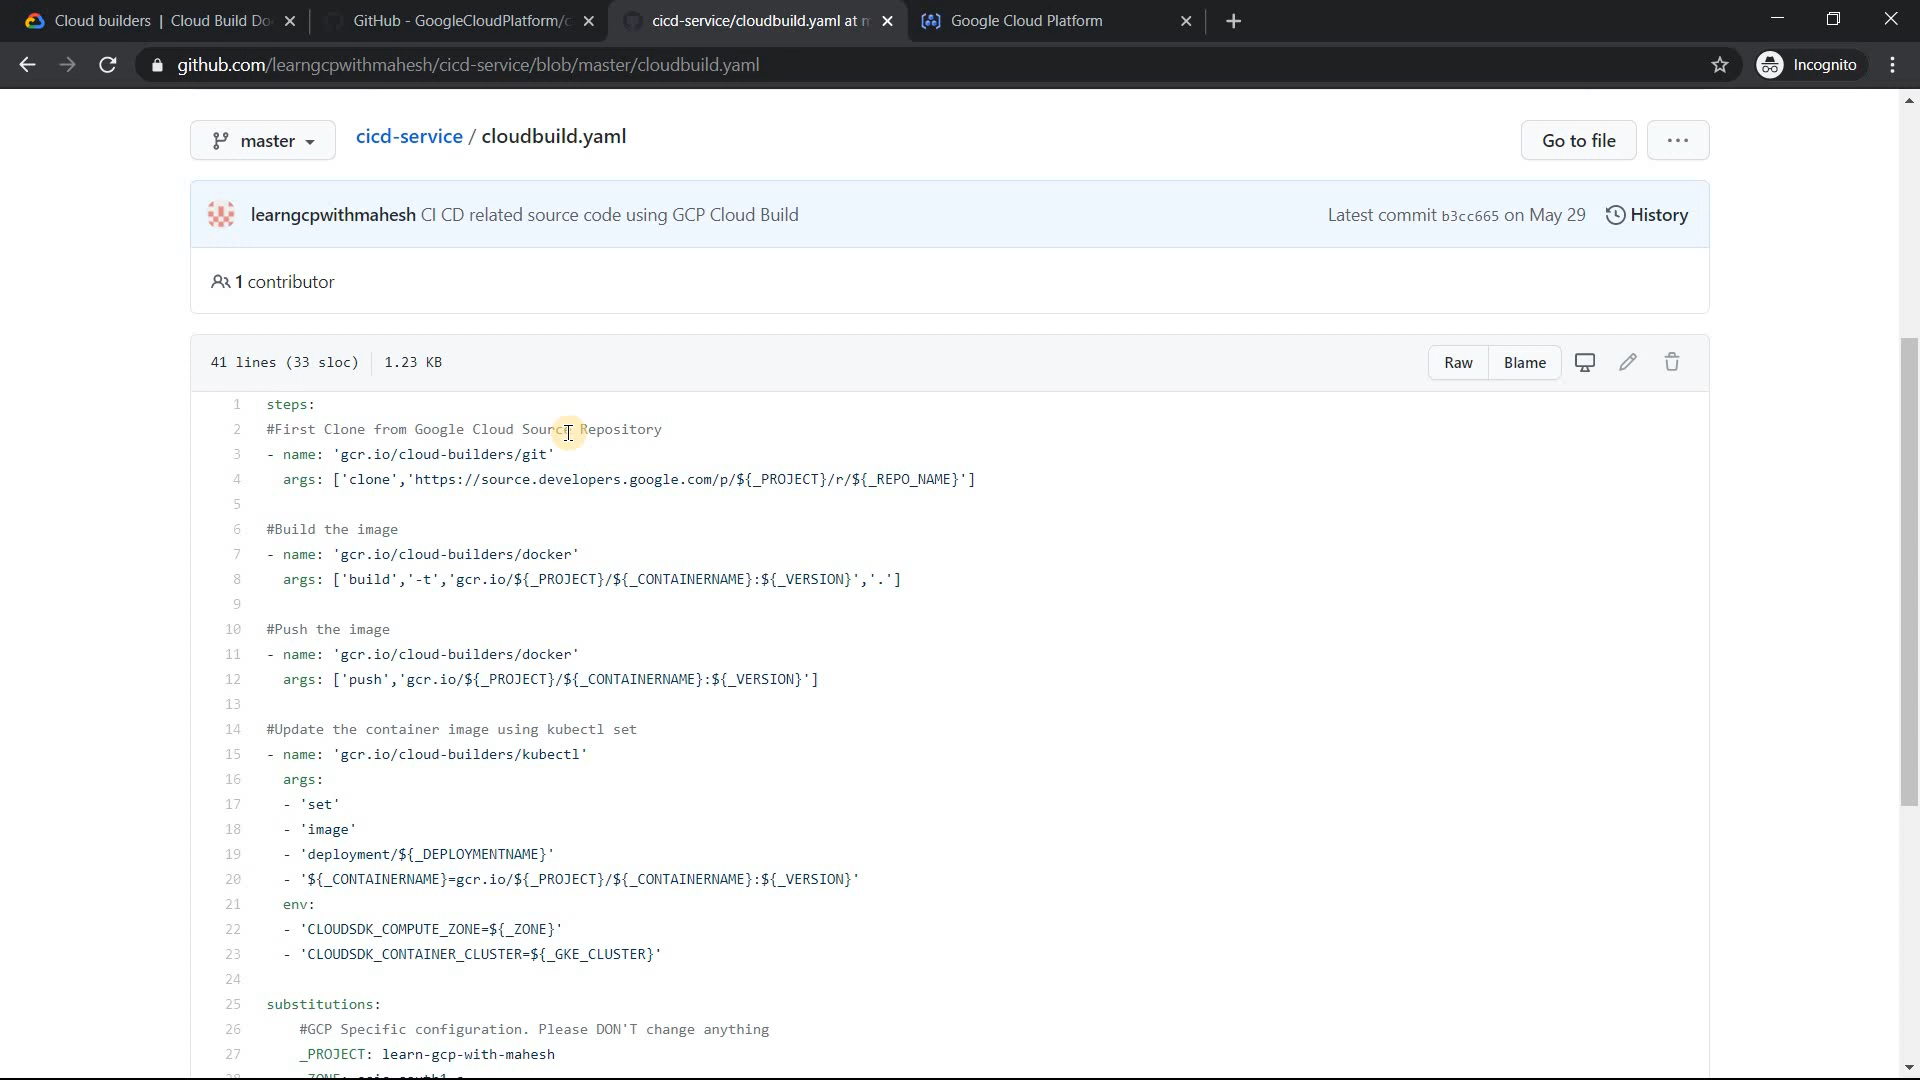 Cloud builders | Cloud Build Do
GitHub - GoogleCloudPlatform/c
cicd-service/cloudbuild.yaml at m
Google Cloud Platform
github.com/learngcpwithmahesh/cicd-service/blob/master/cloudbuild.yaml
Incognito
master
cicd-service / cloudbuild.yaml
Go to file
...
learngcpwithmahesh CI CD related source code using GCP Cloud Build
Latest commit b3cc665 on May 29
History
1 contributor
41 lines (33 sloc) | 1.23 KB
Raw
Blame
1 steps:
2 #First Clone from Google Cloud Source Repository
3 - name: 'gcr.io/cloud-builders/git'
4 args: ['clone','https://source.developers.google.com/p/${_PROJECT}/r/${_REPO_NAME}']
5
6 #Build the image
7 - name: 'gcr.io/cloud-builders/docker'
8 args: ['build','-t','gcr.io/${_PROJECT}/${_CONTAINERNAME}:${_VERSION}','.']
9
10 #Push the image
11 - name: 'gcr.io/cloud-builders/docker'
12 args: ['push','gcr.io/${_PROJECT}/${_CONTAINERNAME}:${_VERSION}']
13
14 #Update the container image using kubectl set
15 - name: 'gcr.io/cloud-builders/kubectl'
16 args:
17 - 'set'
18 - 'image'
19 - 'deployment/${_DEPLOYMENTNAME}'
20 - '${_CONTAINERNAME}=gcr.io/${_PROJECT}/${_CONTAINERNAME}:${_VERSION}'
21 env:
22 - 'CLOUDSDK_COMPUTE_ZONE=${_ZONE}'
23 - 'CLOUDSDK_CONTAINER_CLUSTER=${_GKE_CLUSTER}'
24
25 substitutions:
26 #GCP Specific configuration. Please DON'T change anything
27 _PROJECT: learn-gcp-with-mahesh